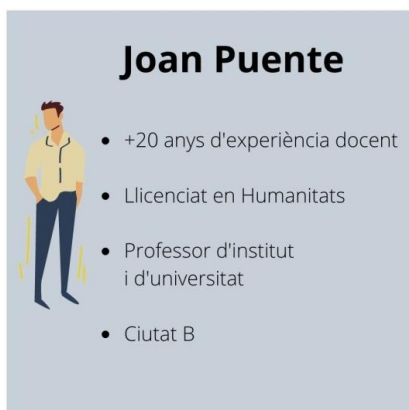 Joan Puente
• +20 anys d'experiència docent
• Llicenciat en Humanitats
• Professor d'institut
i d'universitat
• Ciutat B